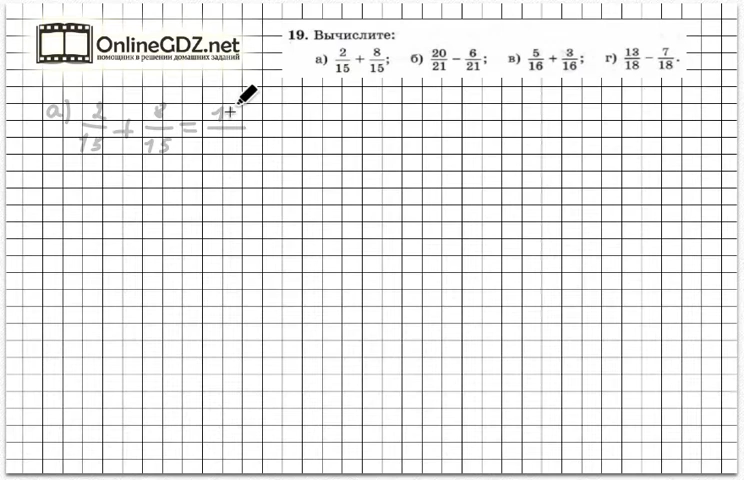 OnlineGDZ.net
помощник в решении домашних заданий
19. Вычислите:
а) 2/15 + 8/15; б) 20/21 − 6/21; в) 5/16 + 3/16; г) 13/18 − 7/18.
а) 2/15 + 8/15 = 1